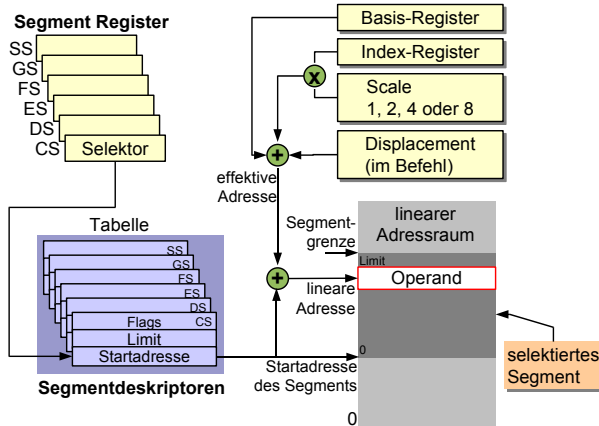 Segment Register
SS
GS
FS
ES
DS
CS
Selektor
Basis-Register
Index-Register
x
Scale
1, 2, 4 oder 8
Displacement
(im Befehl)
+
effektive
Adresse
Tabelle
SS
GS
FS
ES
DS
CS
Flags
Limit
Startadresse
Segmentdeskriptoren
+
lineare
Adresse
Startadresse
des Segments
Segment-
grenze
linearer
Adressraum
Limit
Operand
0
0
selektiertes
Segment